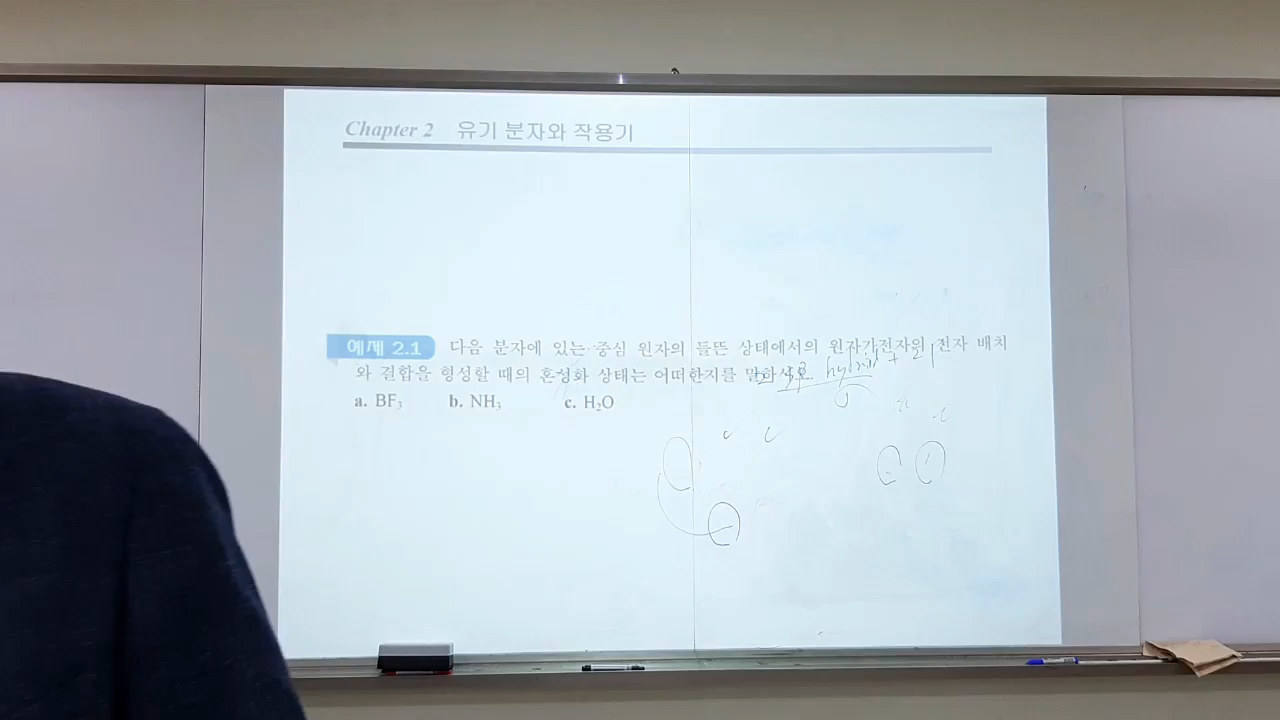 Chapter 2 유기 분자와 작용기
예제 2.1 다음 분자에 있는 중심 원자의 들뜬 상태에서의 원자가전자의 전자 배치
와 결합을 형성할 때의 혼성화 상태는 어떠한지를 말하시오.
a. BF₃ b. NH₃ c. H₂O